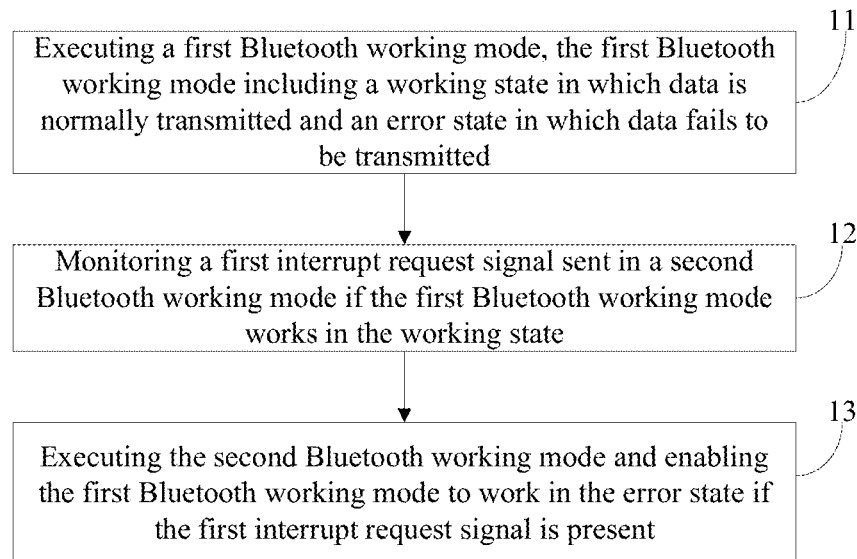 11
Executing a first Bluetooth working mode, the first Bluetooth
working mode including a working state in which data is
normally transmitted and an error state in which data fails to
be transmitted
12
Monitoring a first interrupt request signal sent in a second
Bluetooth working mode if the first Bluetooth working mode
works in the working state
13
Executing the second Bluetooth working mode and enabling
the first Bluetooth working mode to work in the error state if
the first interrupt request signal is present